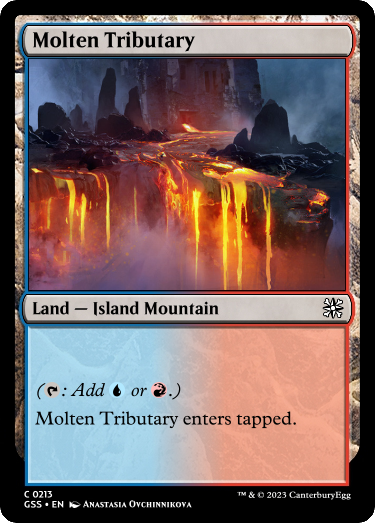 Molten Tributary
Land — Island Mountain
(: Add or .)
Molten Tributary enters tapped.
C 0213
GSS • EN Anastasia Ovchinnikova
™ & © 2023 CanterburyEgg